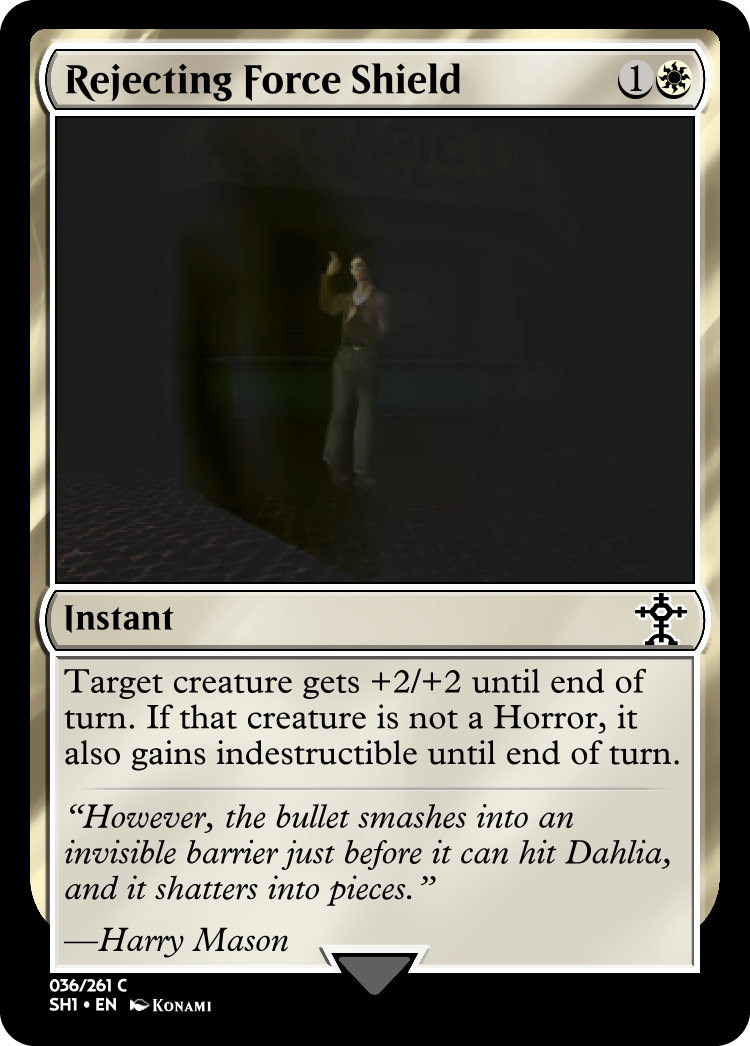 Rejecting Force Shield 1
Instant
Target creature gets +2/+2 until end of
turn. If that creature is not a Horror, it
also gains indestructible until end of turn.
“However, the bullet smashes into an
invisible barrier just before it can hit Dahlia,
and it shatters into pieces.”
—Harry Mason
036/261 C
SH1 • EN KONAMI